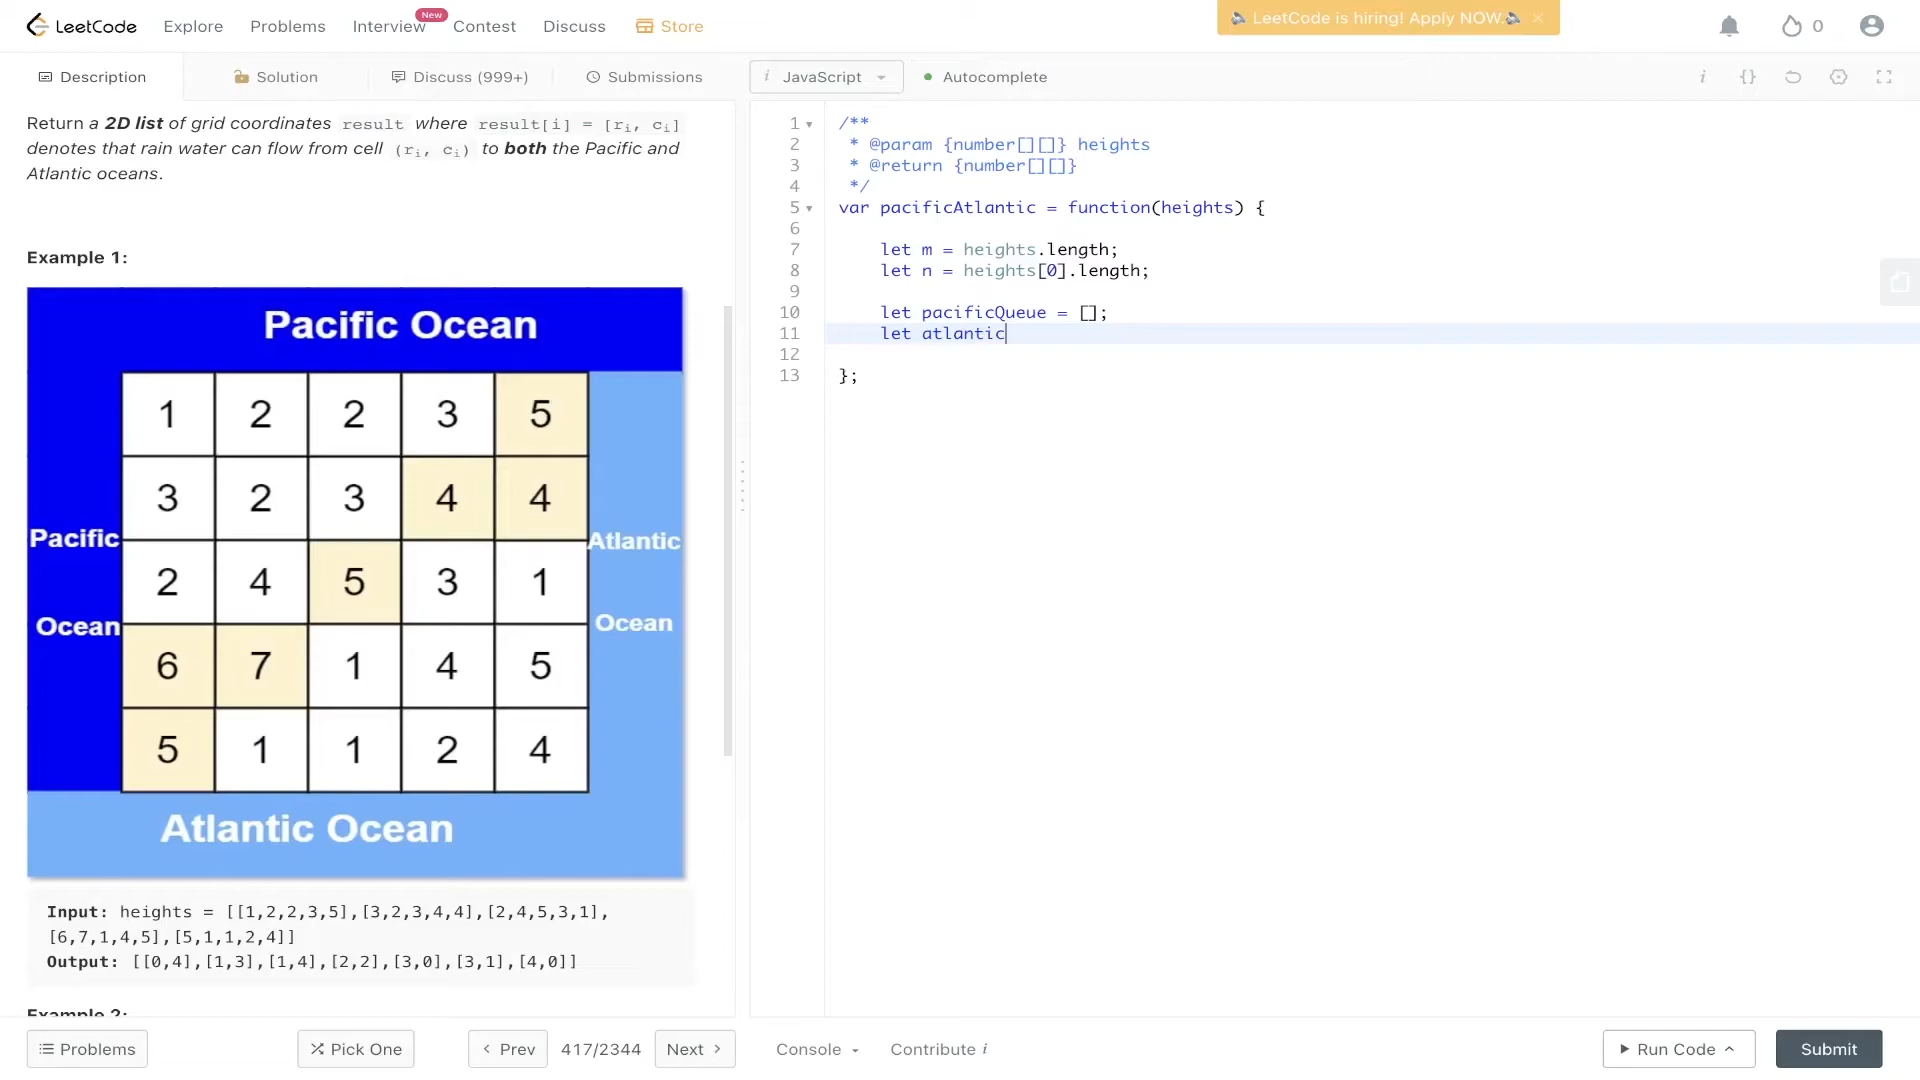 LeetCode Explore Problems Interview New Contest Discuss Store LeetCode is hiring! Apply NOW. 0
Description Solution Discuss (999+) Submissions i JavaScript Autocomplete i {}
Return a 2D list of grid coordinates result where result[i] = [ri, ci]
denotes that rain water can flow from cell (ri, ci) to both the Pacific and
Atlantic oceans.
Example 1:
Pacific Ocean
1 2 2 3 5
3 2 3 4 4
Pacific Atlantic
2 4 5 3 1
Ocean Ocean
6 7 1 4 5
5 1 1 2 4
Atlantic Ocean
Input: heights = [[1,2,2,3,5],[3,2,3,4,4],[2,4,5,3,1],
[6,7,1,4,5],[5,1,1,2,4]]
Output: [[0,4],[1,3],[1,4],[2,2],[3,0],[3,1],[4,0]]
Example 2:
1 /**
2 * @param {number[][]} heights
3 * @return {number[][]}
4 */
5 var pacificAtlantic = function(heights) {
6
7 let m = heights.length;
8 let n = heights[0].length;
9
10 let pacificQueue = [];
11 let atlantic
12
13 };
Problems Pick One Prev 417/2344 Next Console Contribute i Run Code Submit